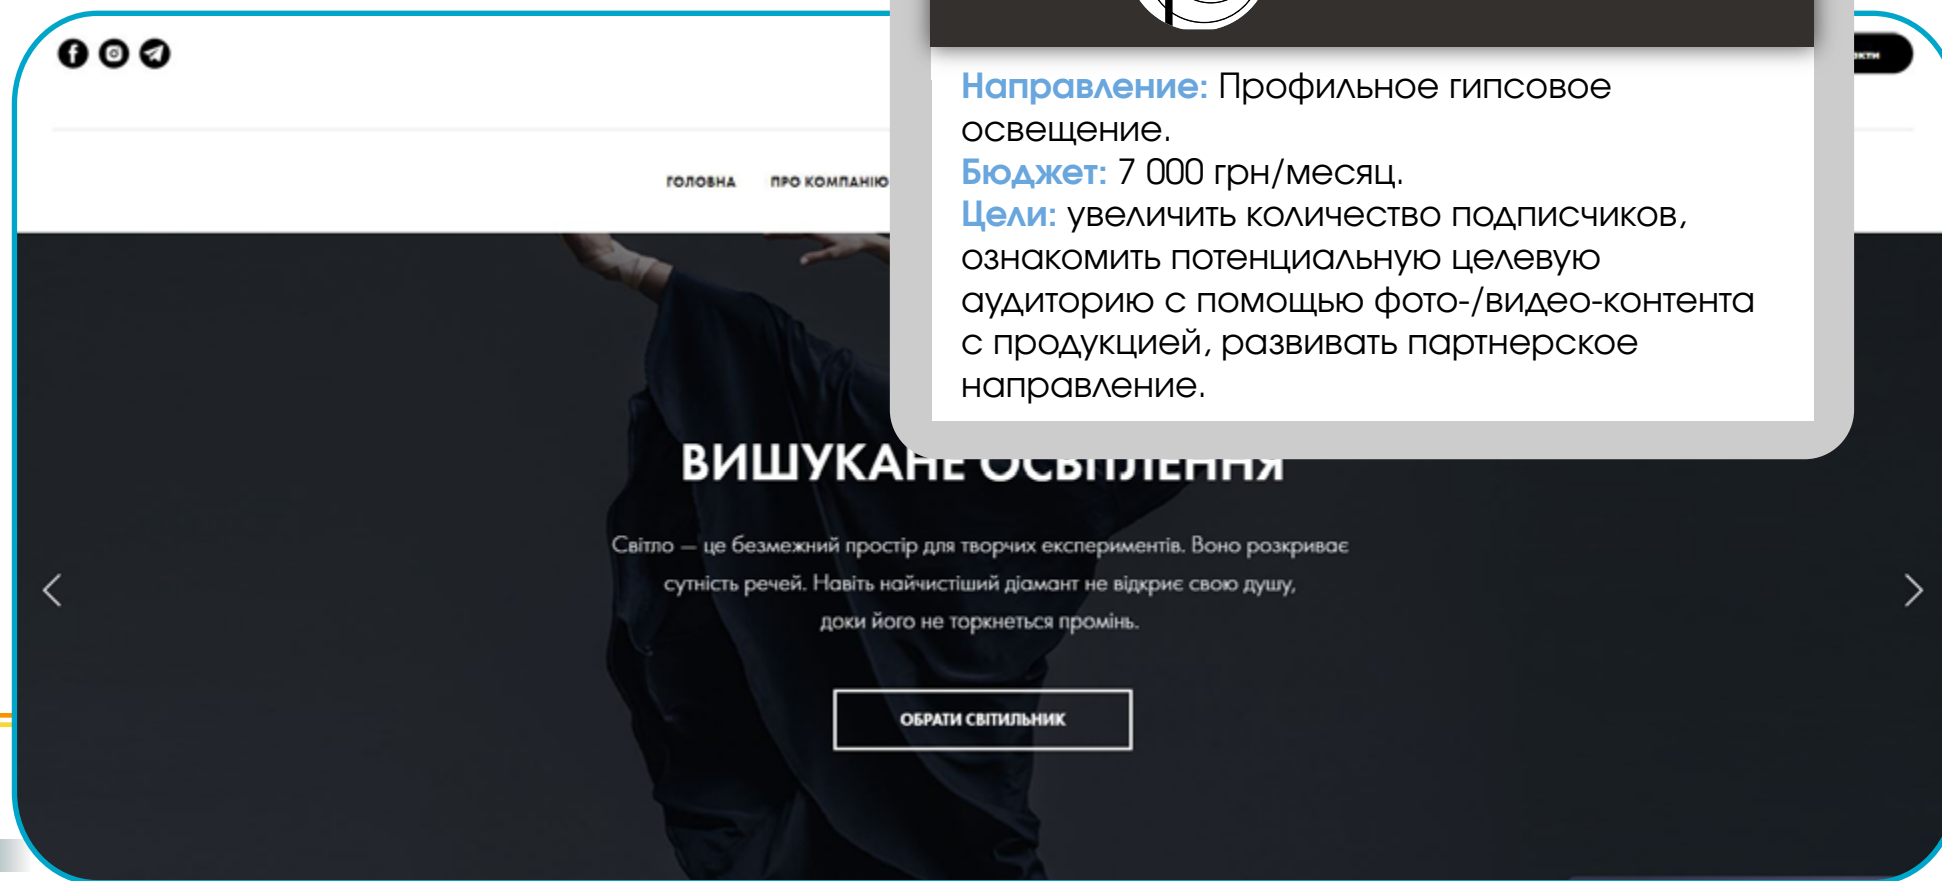 Направление: Профильное гипсовое
освещение.
Бюджет: 7 000 грн/месяц.
Цели: увеличить количество подписчиков,
ознакомить потенциальную целевую
аудиторию с помощью фото-/видео-контента
с продукцией, развивать партнерское
направление.
ГОЛОВНА ПРО КОМПАНІЮ
ВИШУКАНЕ ОСВІТЛЕННЯ
Світло — це безмежний простір для творчих експериментів. Воно розкриває
сутність речей. Навіть найчистіший діамант не відкриє свою душу,
доки його не торкнеться промінь.
ОБРАТИ СВІТИЛЬНИК